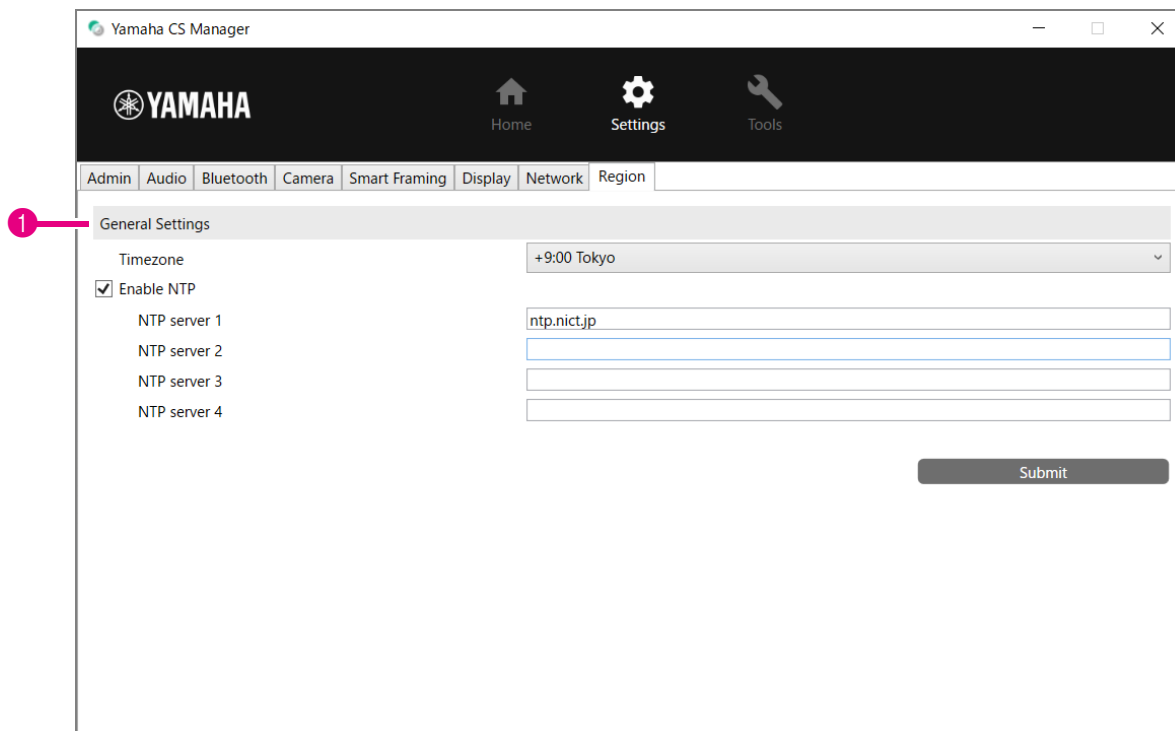 Yamaha CS Manager
YAMAHA
Home
Settings
Tools
Admin Audio Bluetooth Camera Smart Framing Display Network Region
1
General Settings
Timezone +9:00 Tokyo
Enable NTP
NTP server 1 ntp.nict.jp
NTP server 2
NTP server 3
NTP server 4
Submit